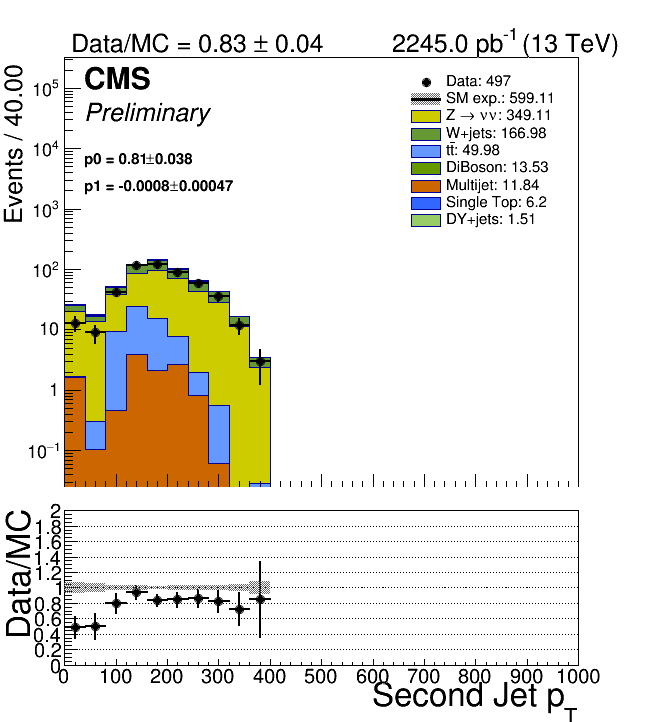 Data/MC = 0.83 ± 0.04 2245.0 pb⁻¹ (13 TeV)
CMS
Preliminary
p0 = 0.81±0.038
p1 = -0.0008±0.00047
Data: 497
SM exp.: 599.11
Z → νν: 349.11
W+jets: 166.98
tt̄: 49.98
DiBoson: 13.53
Multijet: 11.84
Single Top: 6.2
DY+jets: 1.51
Events / 40.00
10⁵
10⁴
10³
10²
10
1
10⁻¹
Data/MC
2
1.8
1.6
1.4
1.2
1
0.8
0.6
0.4
0.2
0
0 100 200 300 400 500 600 700 800 900 1000
Second Jet p_T